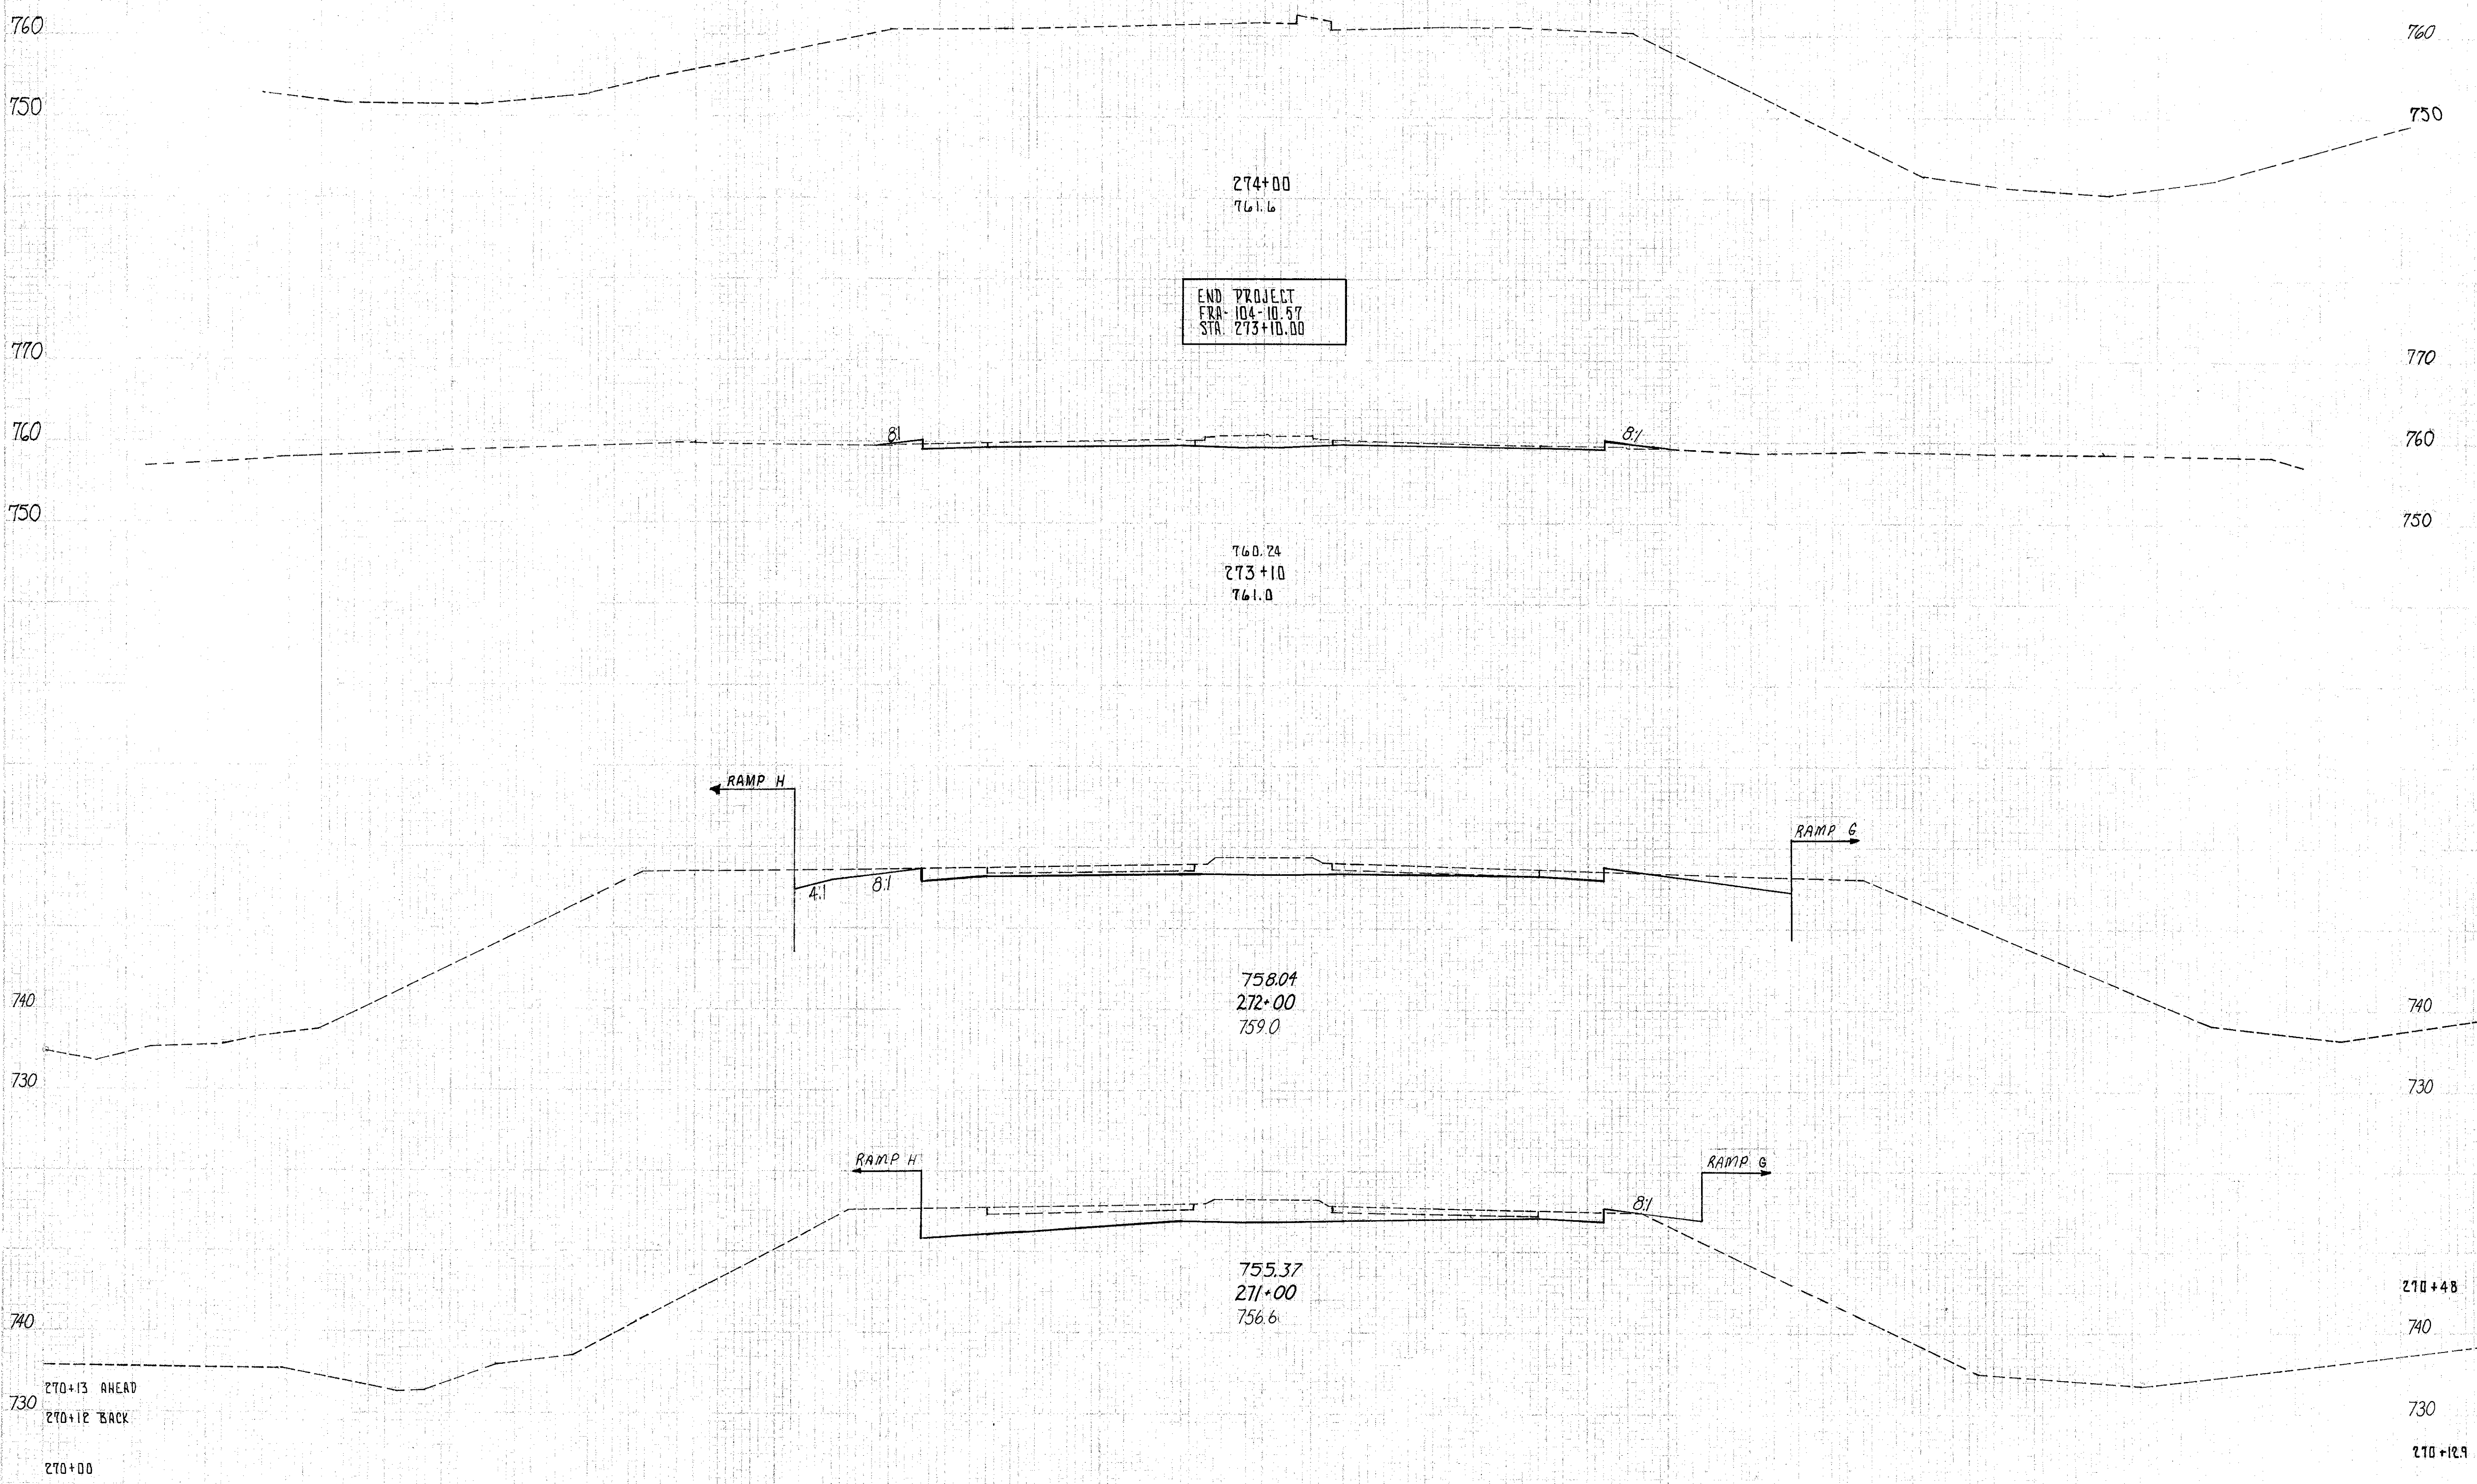 760 760
750 750
274+00
761.6
END PROJECT
FRA-104-10.57
STA. 273+10.00
770 770
760 8:1 8:1 760
750 750
760.24
273+10
761.0
RAMP H
RAMP G
4:1 8:1
758.04
272+00
759.0
740 740
730 730
RAMP H RAMP G
8:1
755.37
271+00
756.6
270+48
740 740
270+13 AHEAD
730 730
270+12 BACK
270+12.9
270+00